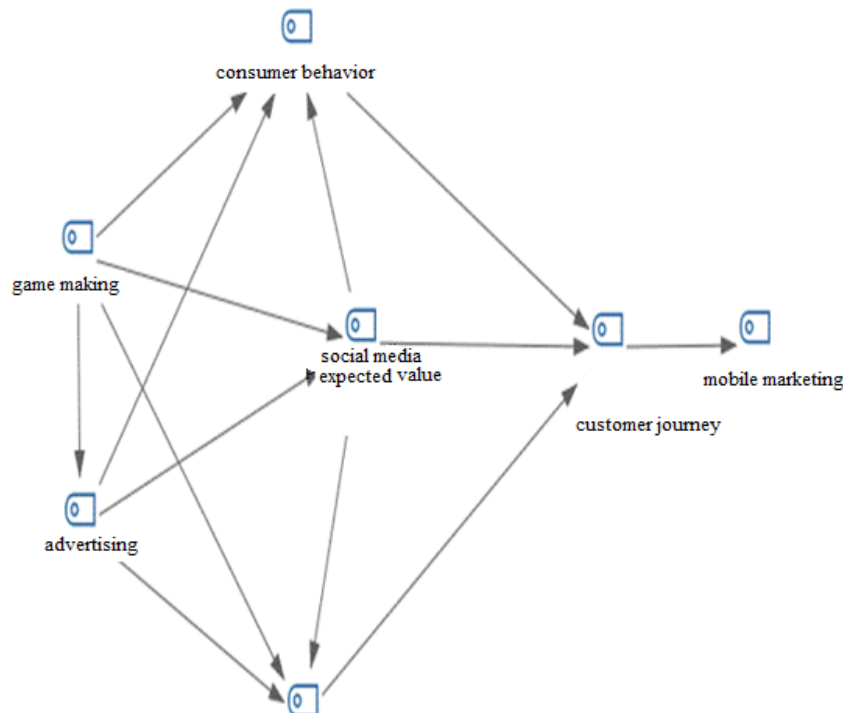 consumer behavior
game making
social media
expected value
mobile marketing
customer journey
advertising